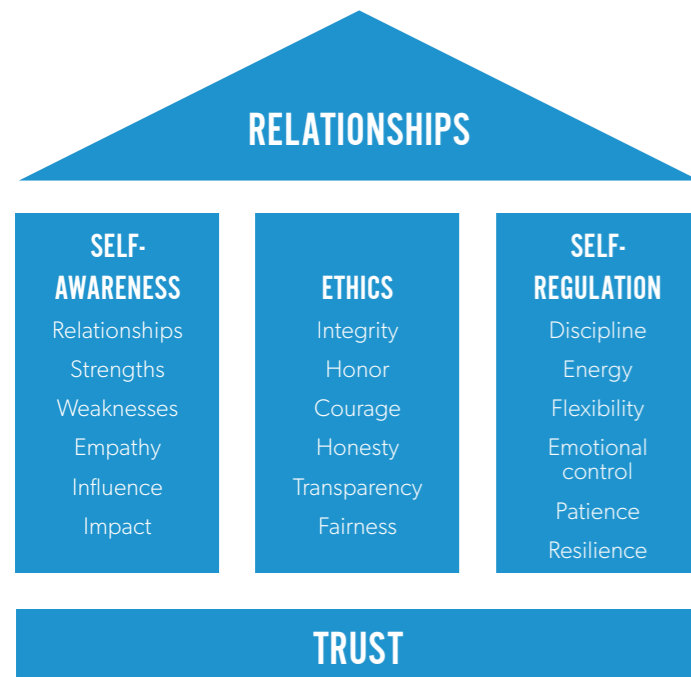 RELATIONSHIPS
SELF-
AWARENESS
Relationships
Strengths
Weaknesses
Empathy
Influence
Impact
ETHICS
Integrity
Honor
Courage
Honesty
Transparency
Fairness
SELF-
REGULATION
Discipline
Energy
Flexibility
Emotional
control
Patience
Resilience
TRUST